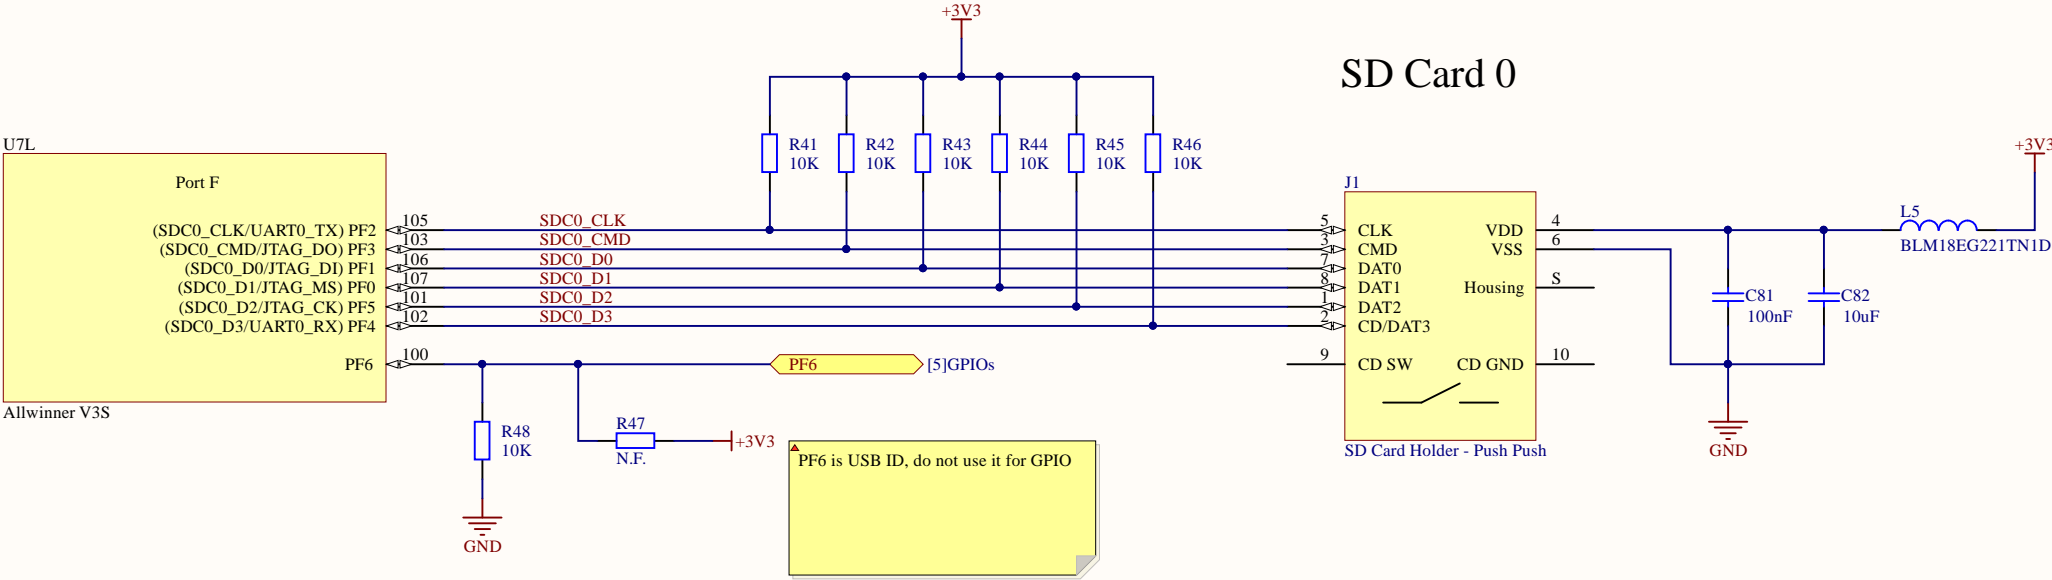 +3V3
SD Card 0
U7L
Port F
(SDC0_CLK/UART0_TX) PF2
(SDC0_CMD/JTAG_DO) PF3
(SDC0_D0/JTAG_DI) PF1
(SDC0_D1/JTAG_MS) PF0
(SDC0_D2/JTAG_CK) PF5
(SDC0_D3/UART0_RX) PF4
PF6
105
103
106
107
101
102
100
Allwinner V3S
SDC0_CLK
SDC0_CMD
SDC0_D0
SDC0_D1
SDC0_D2
SDC0_D3
R41
10K
R42
10K
R43
10K
R44
10K
R45
10K
R46
10K
PF6
[5]GPIOs
R48
10K
GND
R47
N.F.
+3V3
PF6 is USB ID, do not use it for GPIO
J1
5
3
7
8
1
2
9
CLK
CMD
DAT0
DAT1
DAT2
CD/DAT3
CD SW
VDD
VSS
Housing
CD GND
4
6
S
10
SD Card Holder - Push Push
C81
100nF
C82
10uF
GND
L5
BLM18EG221TN1D
+3V3